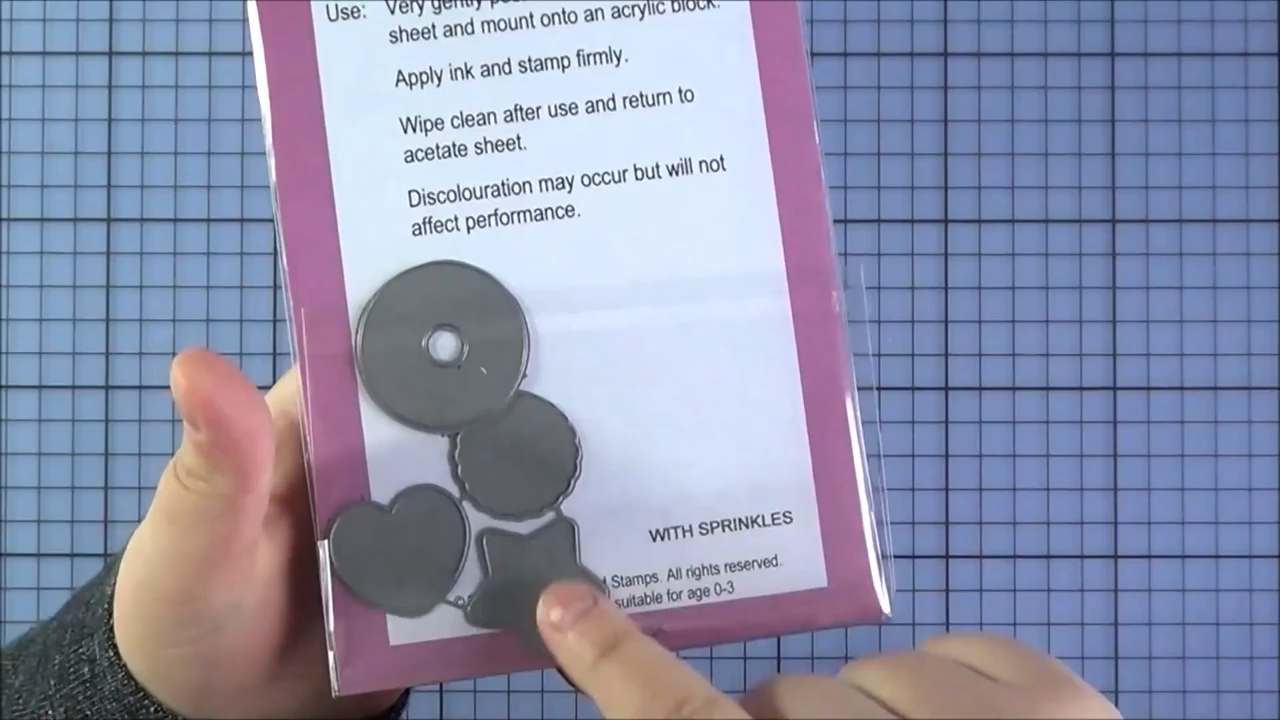 Use: Very gently
sheet and mount onto an acrylic block.
Apply ink and stamp firmly.
Wipe clean after use and return to
acetate sheet.
Discolouration may occur but will not
affect performance.
WITH SPRINKLES
Stamps. All rights reserved.
suitable for age 0-3